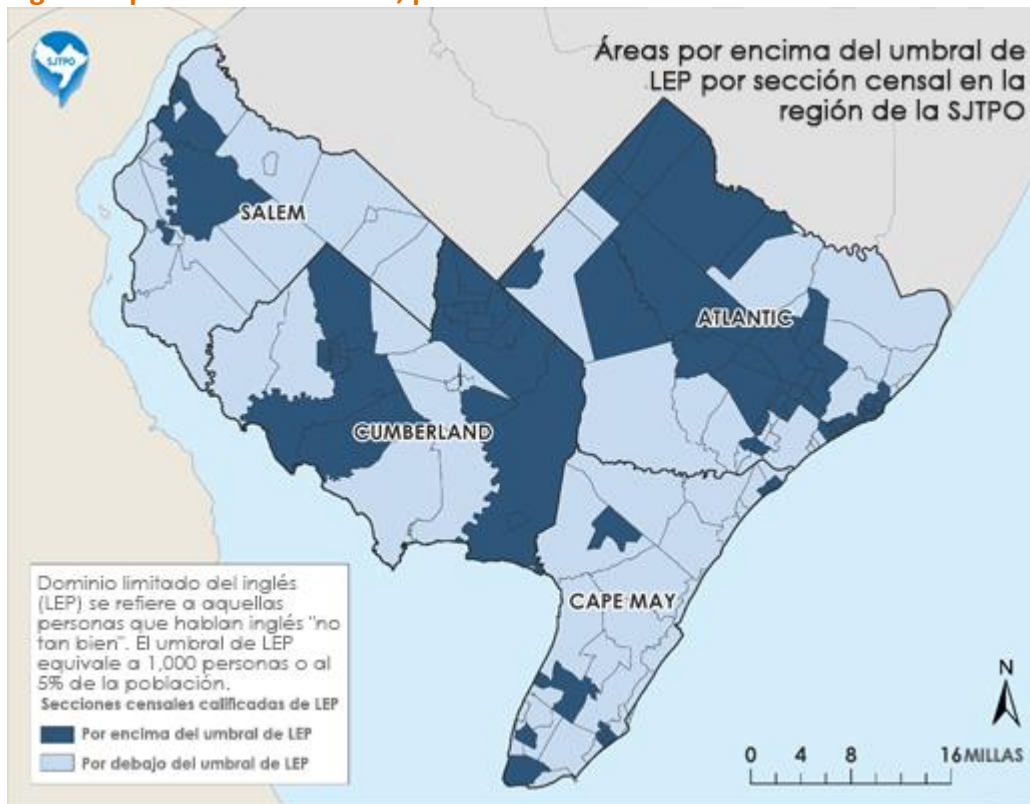 SJTPO
Áreas por encima del umbral de
LEP por sección censal en la
región de la SJTPO
SALEM
ATLANTIC
CUMBERLAND
CAPE MAY
Dominio limitado del inglés
(LEP) se refiere a aquellas
personas que hablan inglés "no
tan bien". El umbral de LEP
equivale a 1,000 personas o al
5% de la población.
Secciones censales calificadas de LEP
Por encima del umbral de LEP
Por debajo del umbral de LEP
N
0 4 8 16 MILLAS